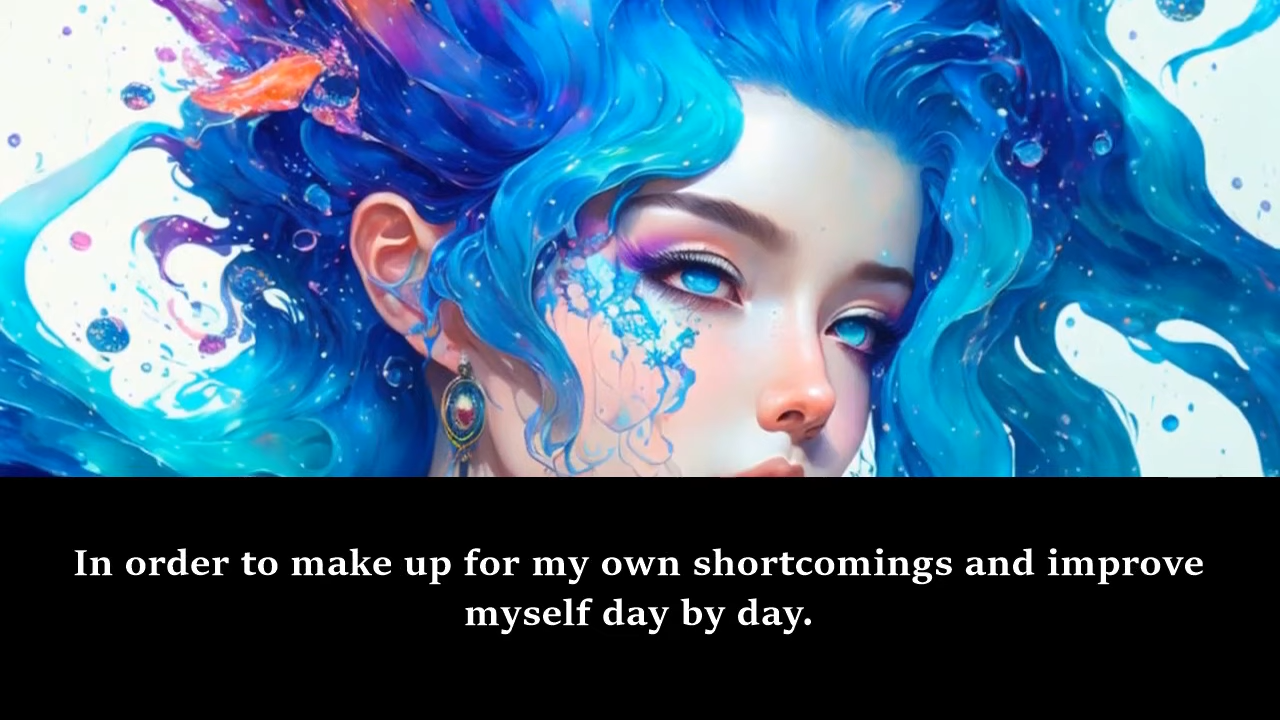 In order to make up for my own shortcomings and improve
myself day by day.